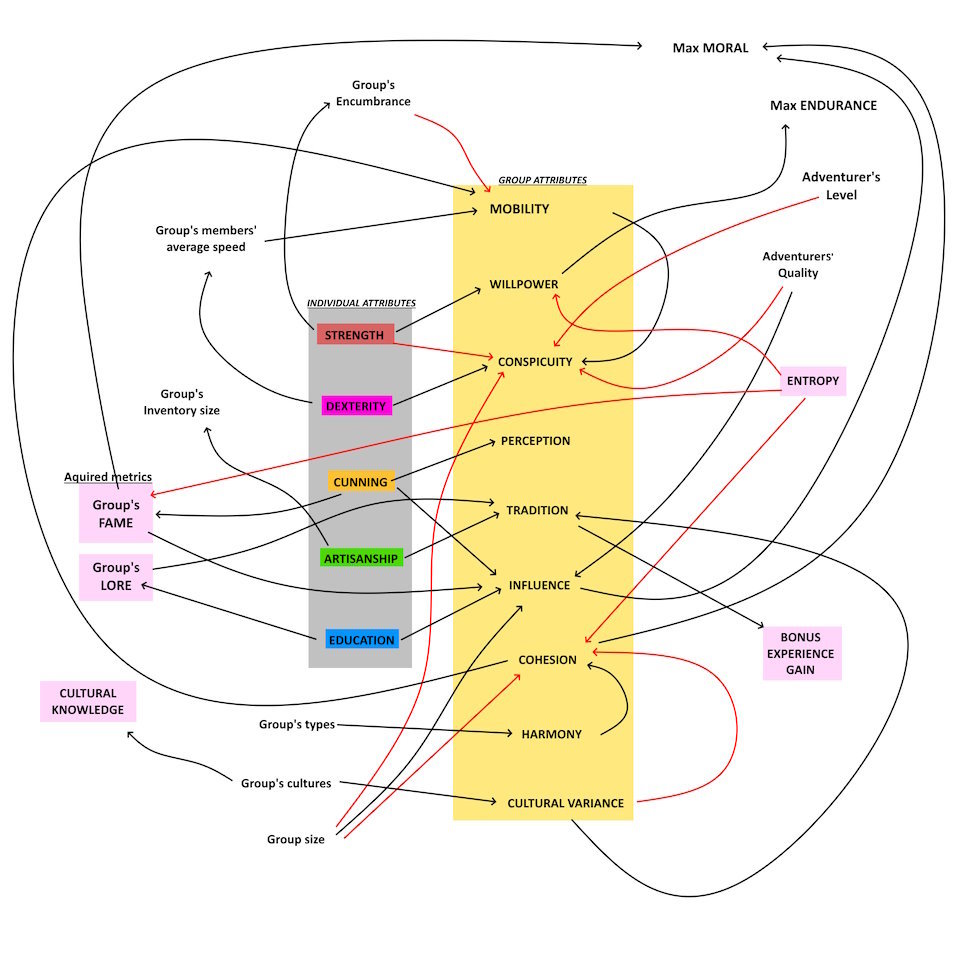 Max MORAL
Group's
Encumbrance
Max ENDURANCE
GROUP ATTRIBUTES
Adventurer's
Level
MOBILITY
Group's members'
average speed
Adventurers'
Quality
WILLPOWER
INDIVIDUAL ATTRIBUTES
STRENGTH
CONSPICUITY
ENTROPY
Group's
Inventory size
DEXTERITY
PERCEPTION
Aquired metrics
CUNNING
Group's
FAME
TRADITION
ARTISANSHIP
Group's
LORE
INFLUENCE
EDUCATION
BONUS
EXPERIENCE
GAIN
COHESION
CULTURAL
KNOWLEDGE
Group's types
HARMONY
Group's cultures
CULTURAL VARIANCE
Group size